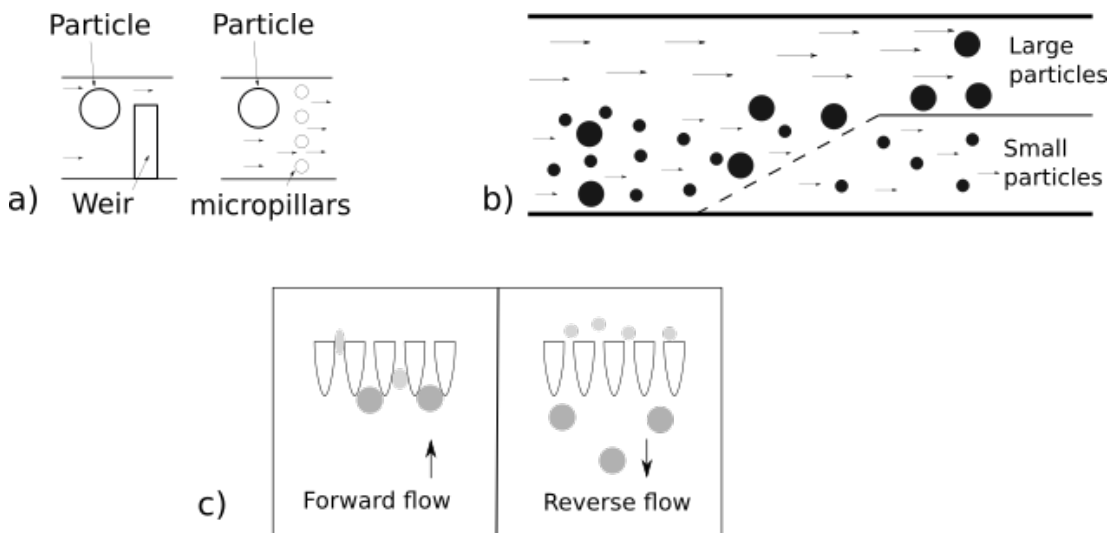 Particle
Particle
Weir
micropillars
a)
Large
particles
Small
particles
b)
Forward flow
Reverse flow
c)